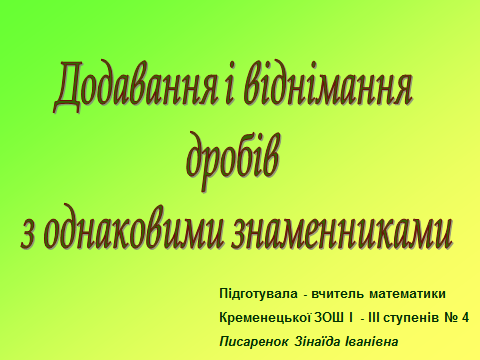 Додавання і віднімання
дробів
з однаковими знаменниками
Підготувала - вчитель математики
Кременецької ЗОШ І - ІІІ ступенів № 4
Писаренок Зінаїда Іванівна